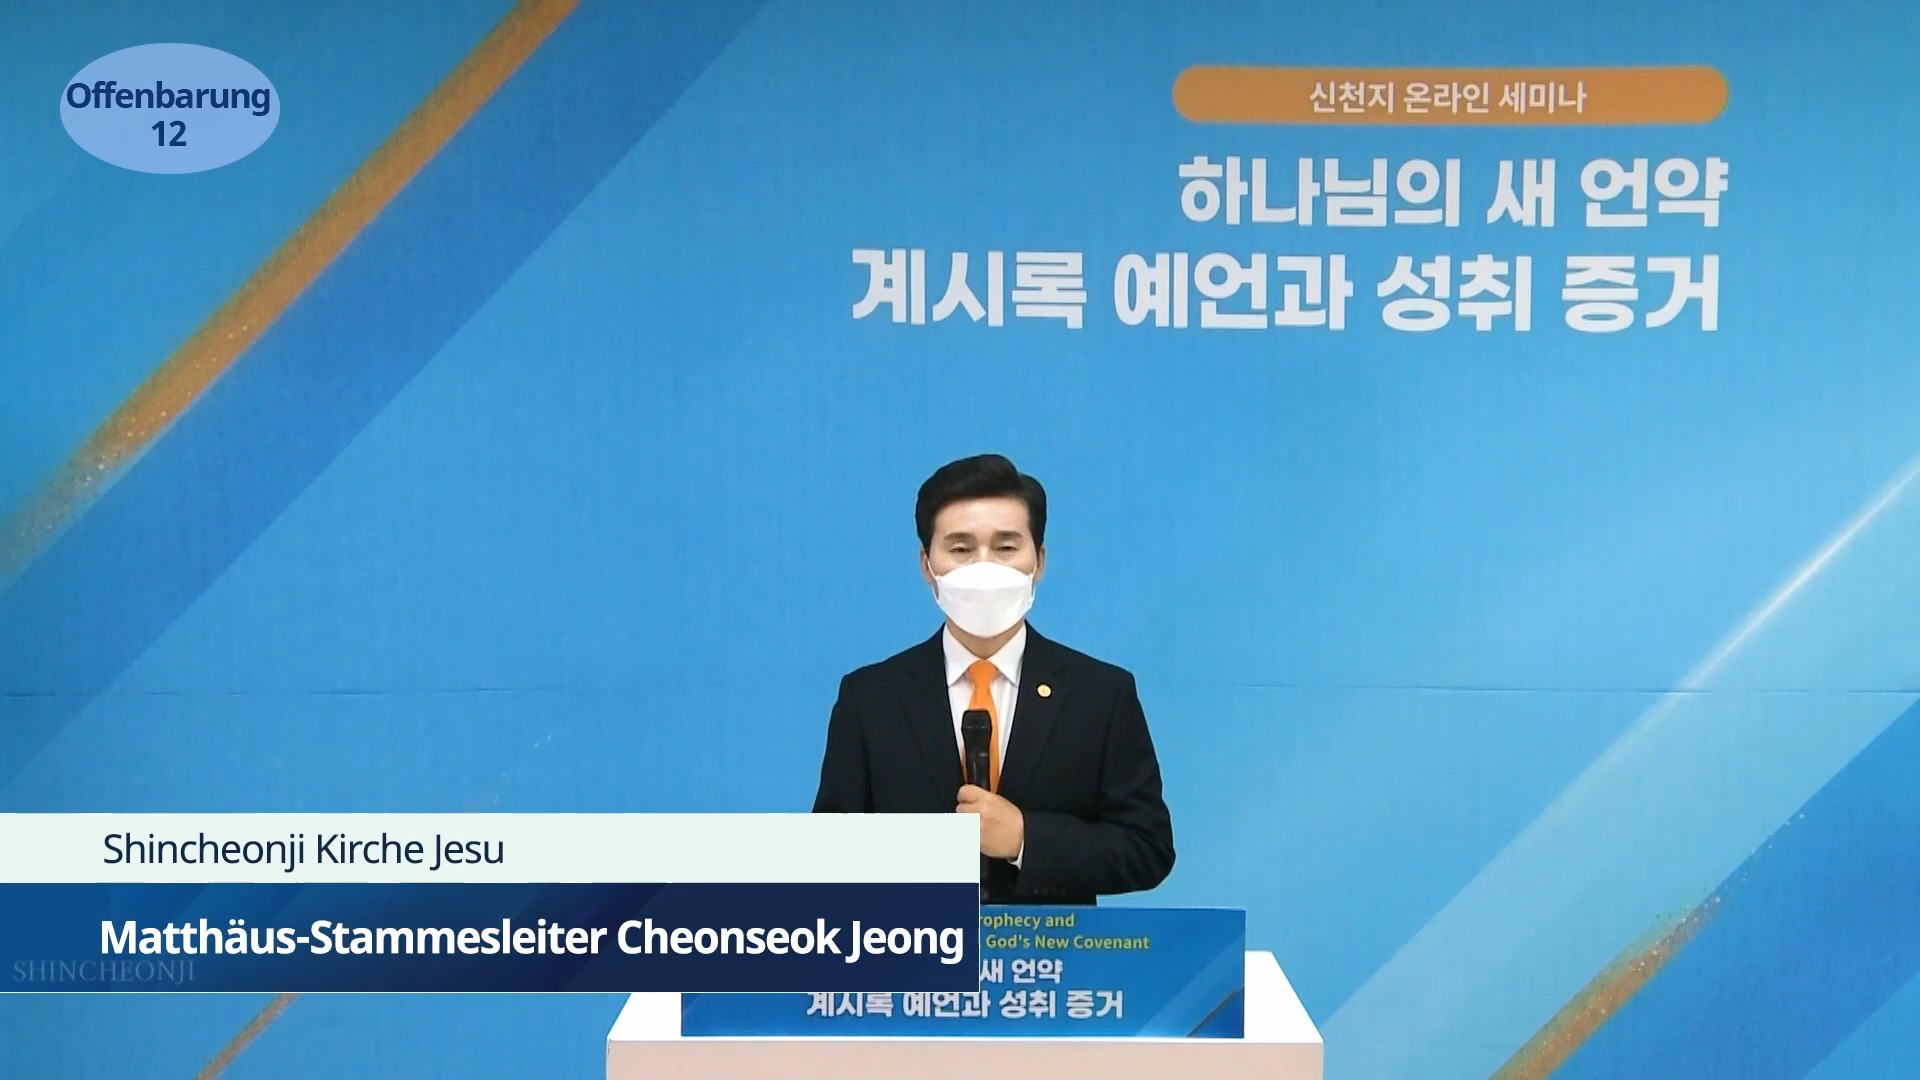 Offenbarung
12
신천지 온라인 세미나
하나님의 새 언약
계시록 예언과 성취 증거
Shincheonji Kirche Jesu
Matthäus-Stammesleiter Cheonseok Jeong
SHINCHEONJI
and
God's New Covenant
새 언약
계시록 예언과 성취 증거